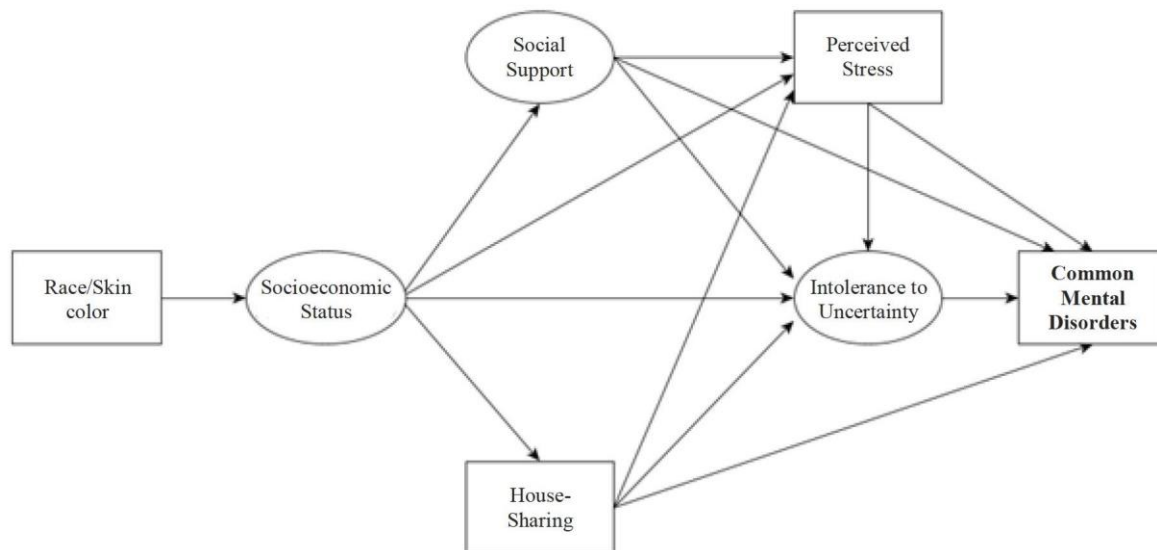 Social
Support
Perceived
Stress
Race/Skin
color
Socioeconomic
Status
Intolerance to
Uncertainty
Common
Mental
Disorders
House-
Sharing